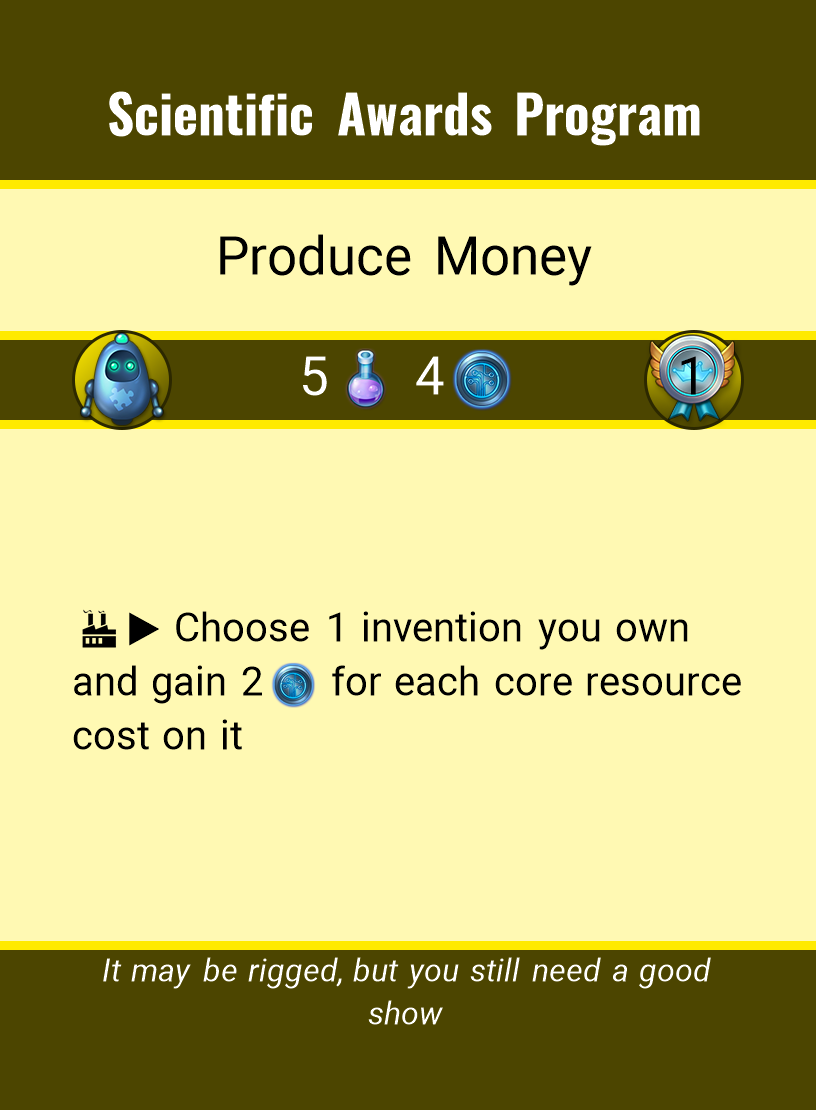 Scientific Awards Program
Produce Money
5 4
1
Choose 1 invention you own
and gain 2 for each core resource
cost on it
It may be rigged, but you still need a good
show